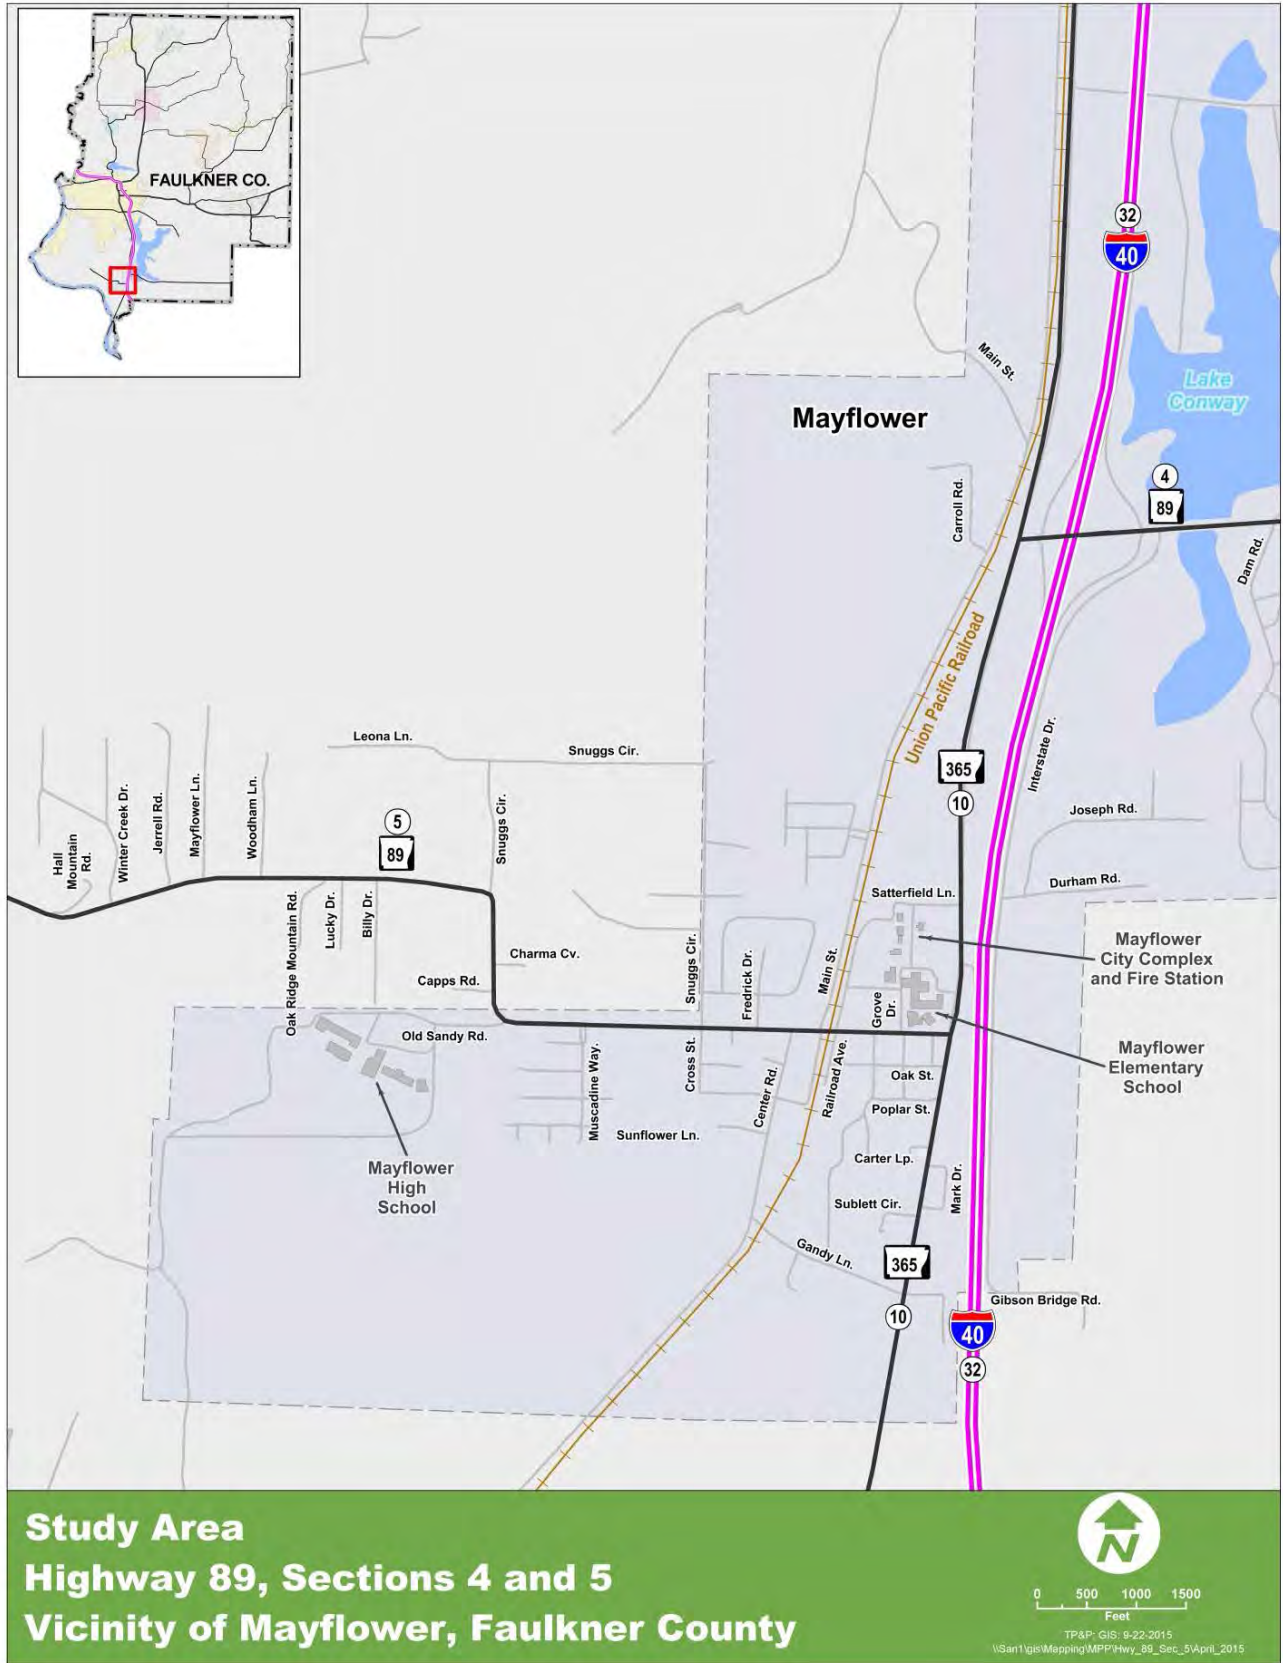 FAULKNER CO.
32
40
Main St.
Lake
Conway
Mayflower
4
89
Carroll Rd.
Dam Rd.
Union Pacific Railroad
Interstate Dr.
365
10
Leona Ln.
Snuggs Cir.
Hall
Mountain
Rd.
Winter Creek Dr.
Jerrell Rd.
Mayflower Ln.
Woodham Ln.
5
89
Snuggs Cir.
Joseph Rd.
Durham Rd.
Satterfield Ln.
Oak Ridge Mountain Rd.
Lucky Dr.
Billy Dr.
Charma Cv.
Capps Rd.
Snuggs Cir.
Fredrick Dr.
Main St.
Grove
Dr.
Mayflower
City Complex
and Fire Station
Old Sandy Rd.
Muscadine Way.
Cross St.
Center Rd.
Railroad Ave.
Oak St.
Mayflower
Elementary
School
Poplar St.
Sunflower Ln.
Carter Lp.
Mayflower
High
School
Sublett Cir.
Mark Dr.
Gandy Ln.
365
10
Gibson Bridge Rd.
40
32
Study Area
Highway 89, Sections 4 and 5
Vicinity of Mayflower, Faulkner County
N
0 500 1000 1500
Feet
TP&P: GIS: 9-22-2015
\\San1\gis\Mapping\MPP\Hwy_89_Sec_5\April_2015